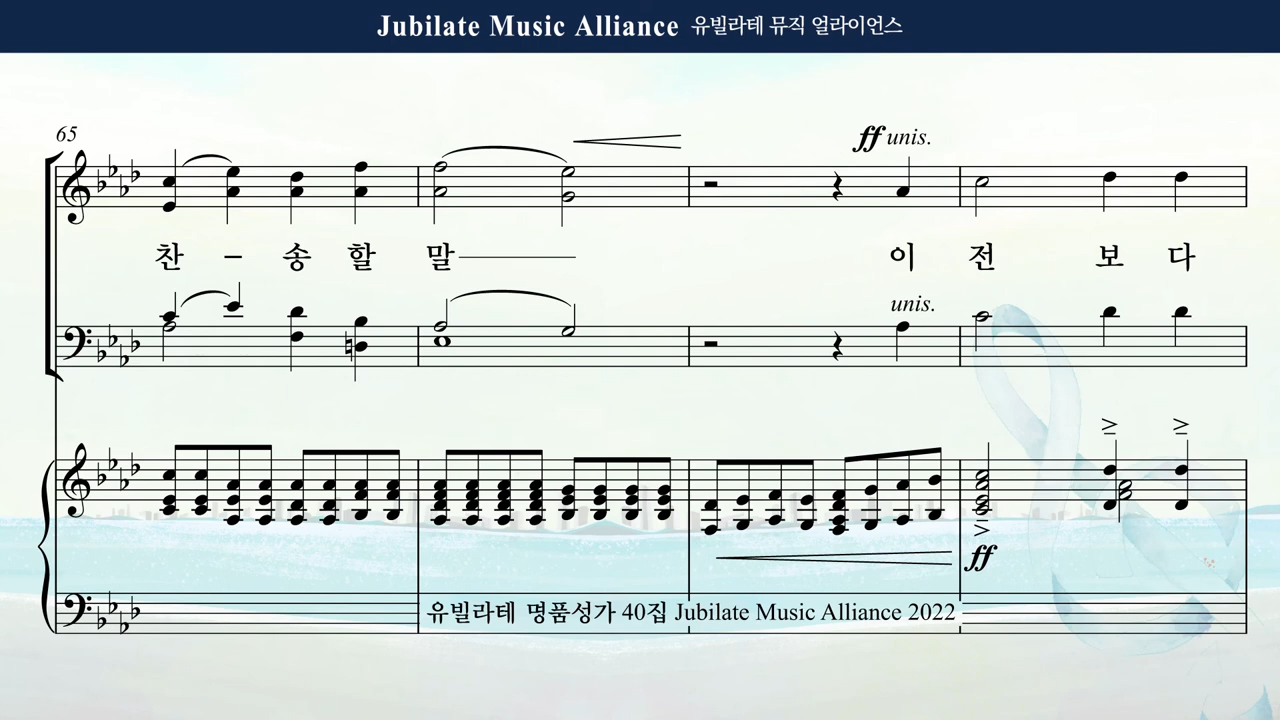 Jubilate Music Alliance 유빌라테 뮤직 얼라이언스
65
ff unis.
찬 – 송 할 말 이 전 보 다
unis.
ff
유빌라테 명품성가 40집 Jubilate Music Alliance 2022